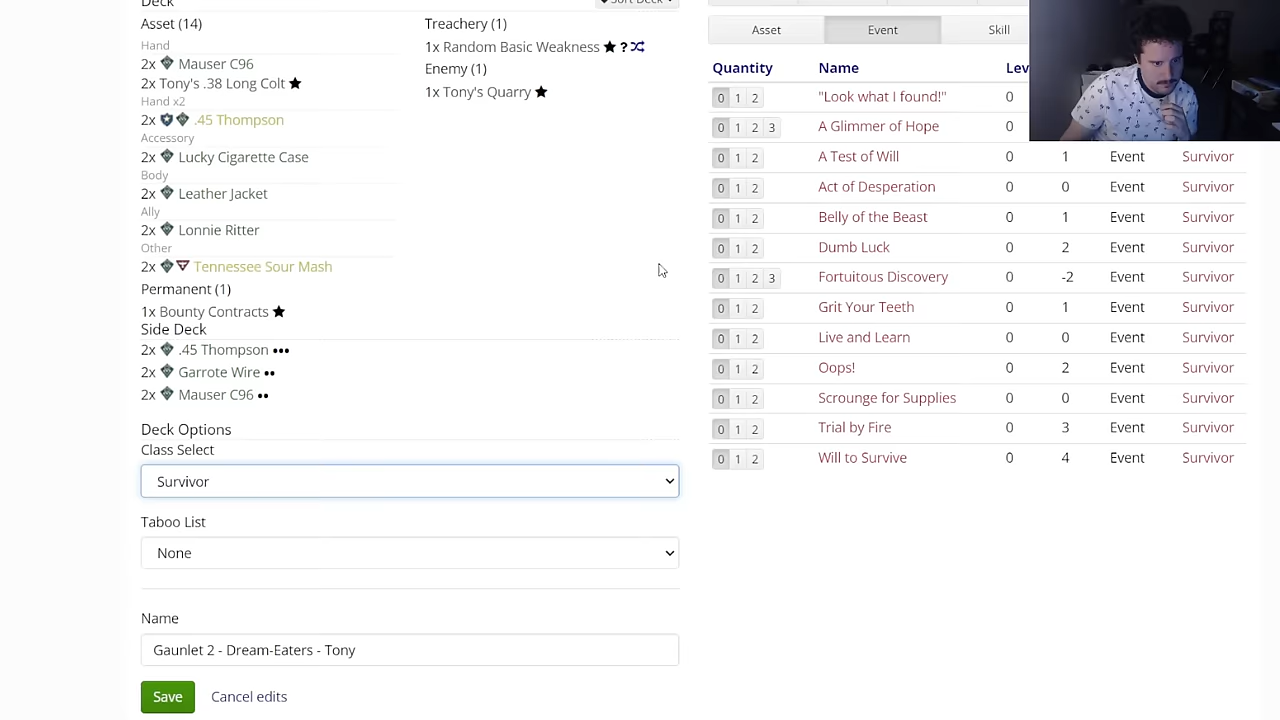 Deck
Sort Deck
Asset (14)
Hand
2x Mauser C96
2x Tony's .38 Long Colt
Hand x2
2x .45 Thompson
Accessory
2x Lucky Cigarette Case
Body
2x Leather Jacket
Ally
2x Lonnie Ritter
Other
2x Tennessee Sour Mash
Permanent (1)
1x Bounty Contracts
Side Deck
2x .45 Thompson •••
2x Garrote Wire ••
2x Mauser C96 ••
Deck Options
Class Select
Survivor
Taboo List
None
Name
Gaunlet 2 - Dream-Eaters - Tony
Save Cancel edits
Treachery (1)
1x Random Basic Weakness ?
Enemy (1)
1x Tony's Quarry
Asset Event Skill
Quantity Name Lev
0 1 2 "Look what I found!" 0
0 1 2 3 A Glimmer of Hope 0
0 1 2 A Test of Will 0 1 Event Survivor
0 1 2 Act of Desperation 0 0 Event Survivor
0 1 2 Belly of the Beast 0 1 Event Survivor
0 1 2 Dumb Luck 0 2 Event Survivor
0 1 2 3 Fortuitous Discovery 0 -2 Event Survivor
0 1 2 Grit Your Teeth 0 1 Event Survivor
0 1 2 Live and Learn 0 0 Event Survivor
0 1 2 Oops! 0 2 Event Survivor
0 1 2 Scrounge for Supplies 0 0 Event Survivor
0 1 2 Trial by Fire 0 3 Event Survivor
0 1 2 Will to Survive 0 4 Event Survivor